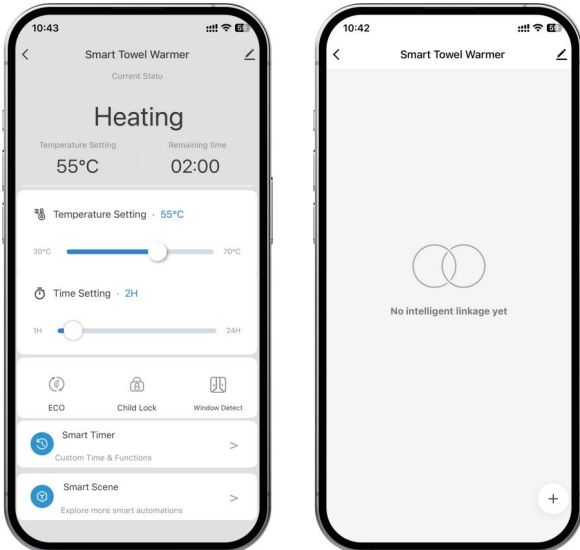 10:43
Smart Towel Warmer
Current Statu
Heating
Temperature Setting
Remaining time
55°C
02:00
Temperature Setting · 55°C
30°C
70°C
Time Setting · 2H
1H
24H
ECO
Child Lock
Window Detect
Smart Timer
Custom Time & Functions
>
Smart Scene
Explore more smart automations
>
10:42
Smart Towel Warmer
No intelligent linkage yet
+